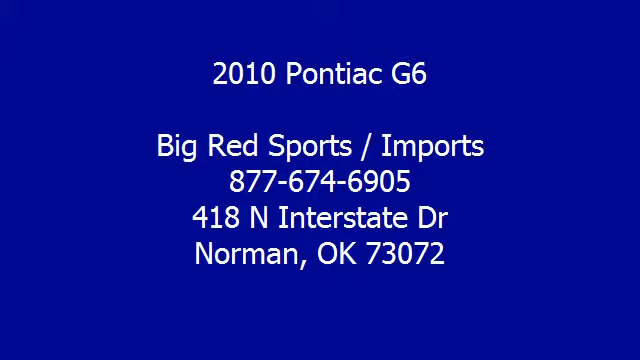 2010 Pontiac G6
Big Red Sports / Imports
877-674-6905
418 N Interstate Dr
Norman, OK 73072